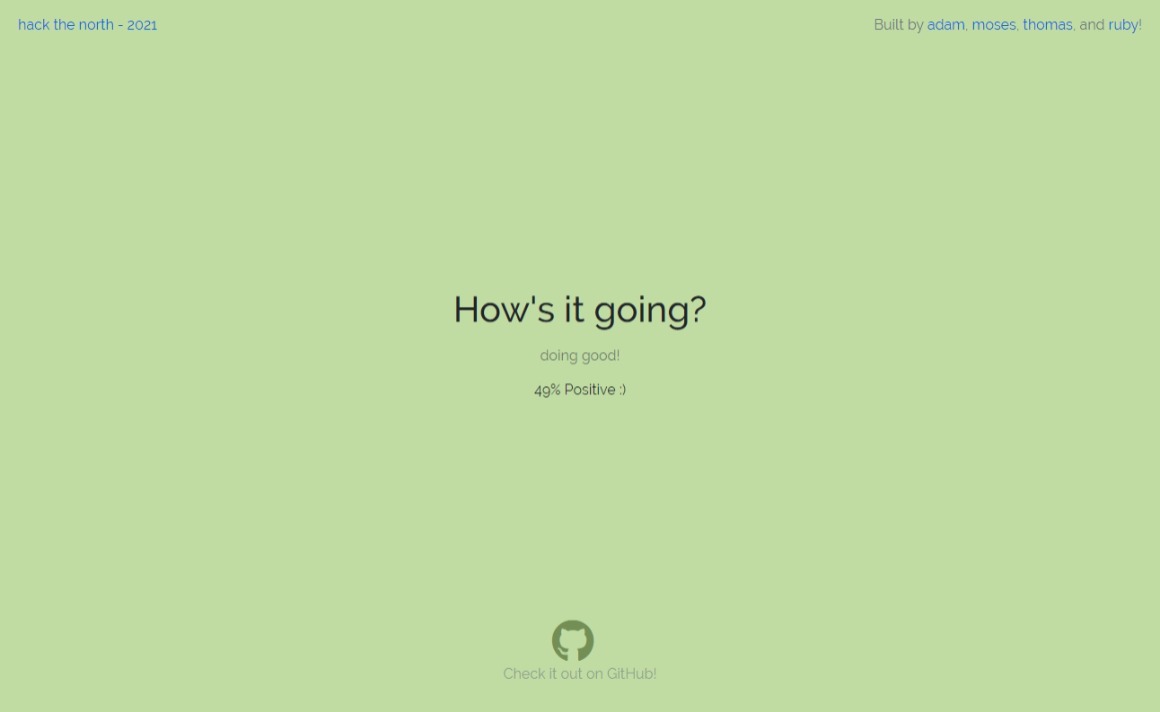 hack the north - 2021
Built by adam, moses, thomas, and ruby!
How's it going?
doing good!
49% Positive :)
Check it out on GitHub!